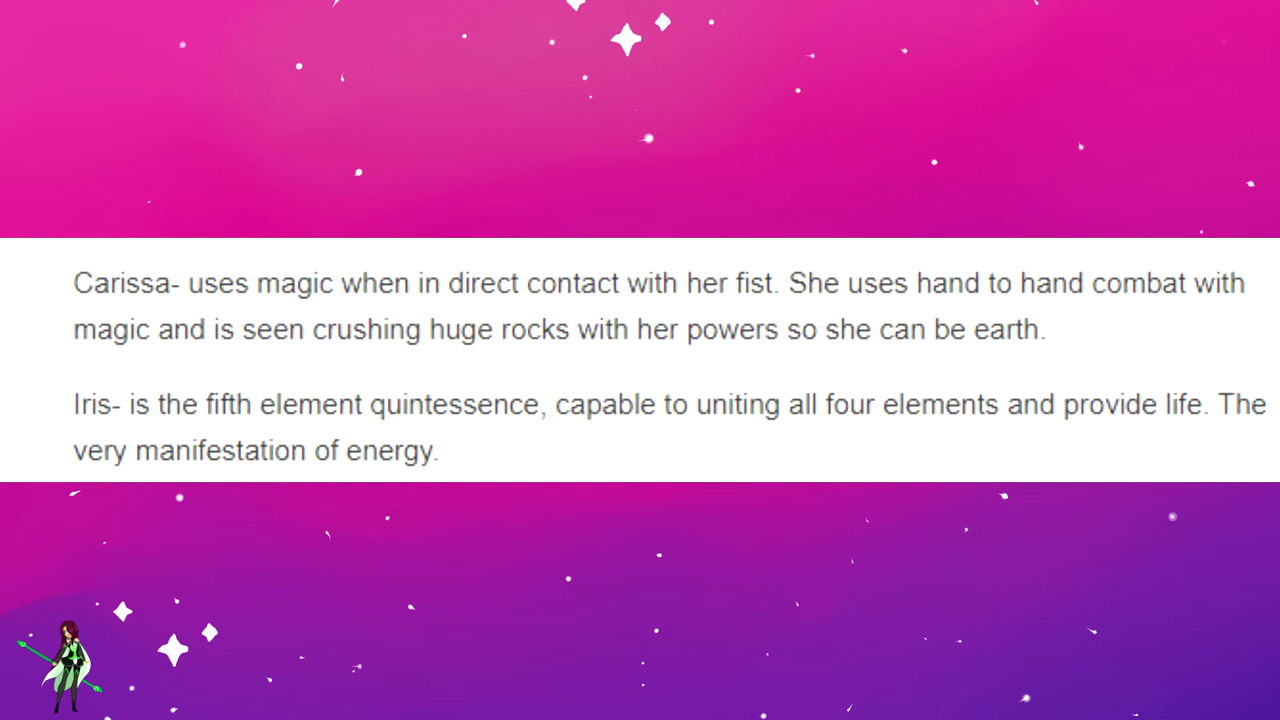 Carissa- uses magic when in direct contact with her fist. She uses hand to hand combat with
magic and is seen crushing huge rocks with her powers so she can be earth.
Iris- is the fifth element quintessence, capable to uniting all four elements and provide life. The
very manifestation of energy.